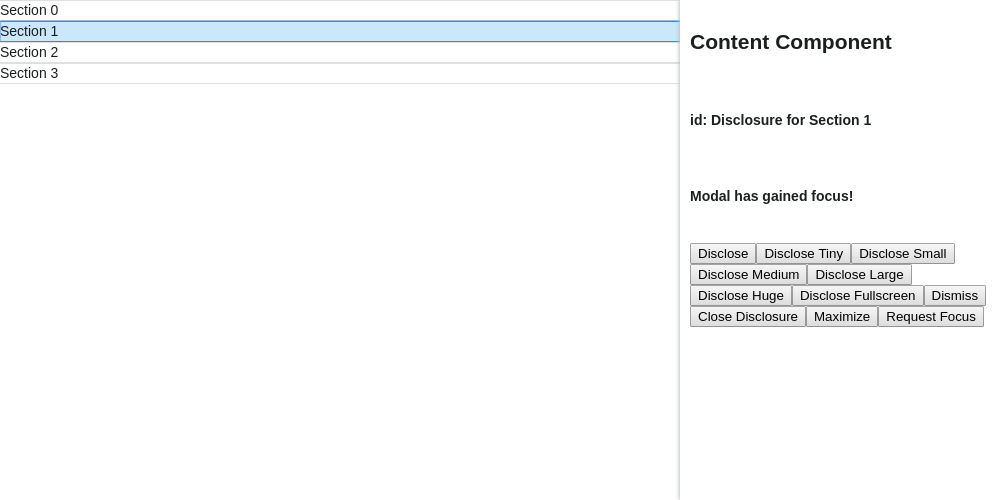 Section 0
Section 1
Section 2
Section 3
Content Component
id: Disclosure for Section 1
Modal has gained focus!
Disclose Disclose Tiny Disclose Small
Disclose Medium Disclose Large
Disclose Huge Disclose Fullscreen Dismiss
Close Disclosure Maximize Request Focus